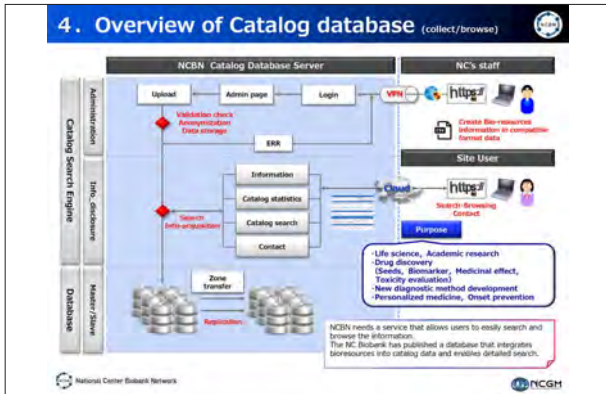 4．Overview of Catalog database (collect/browse)
NCBN
NCBN Catalog Database Server
NC's staff
Catalog Search Engine
Administration
Upload
Admin page
Login
VPN
https://
Validation check
Anonymization
Data storage
Create Bio-resources
information in compatible
format data
ERR
Site User
Info_disclosure
Information
Catalog statistics
Catalog search
Contact
Search
Info-acquisition
Cloud
https://
Search-Browsing
Contact
Purpose
・Life science, Academic research
・Drug discovery
(Seeds, Biomarker, Medicinal effect,
Toxicity evaluation)
・New diagnostic method development
・Personalized medicine, Onset prevention
Database
Master/Slave
Zone
transfer
Replication
NCBN needs a service that allows users to easily search and
browse the information.
The NC Biobank has published a database that integrates
bioresources into catalog data and enables detailed search.
National Center Biobank Network
NCGM